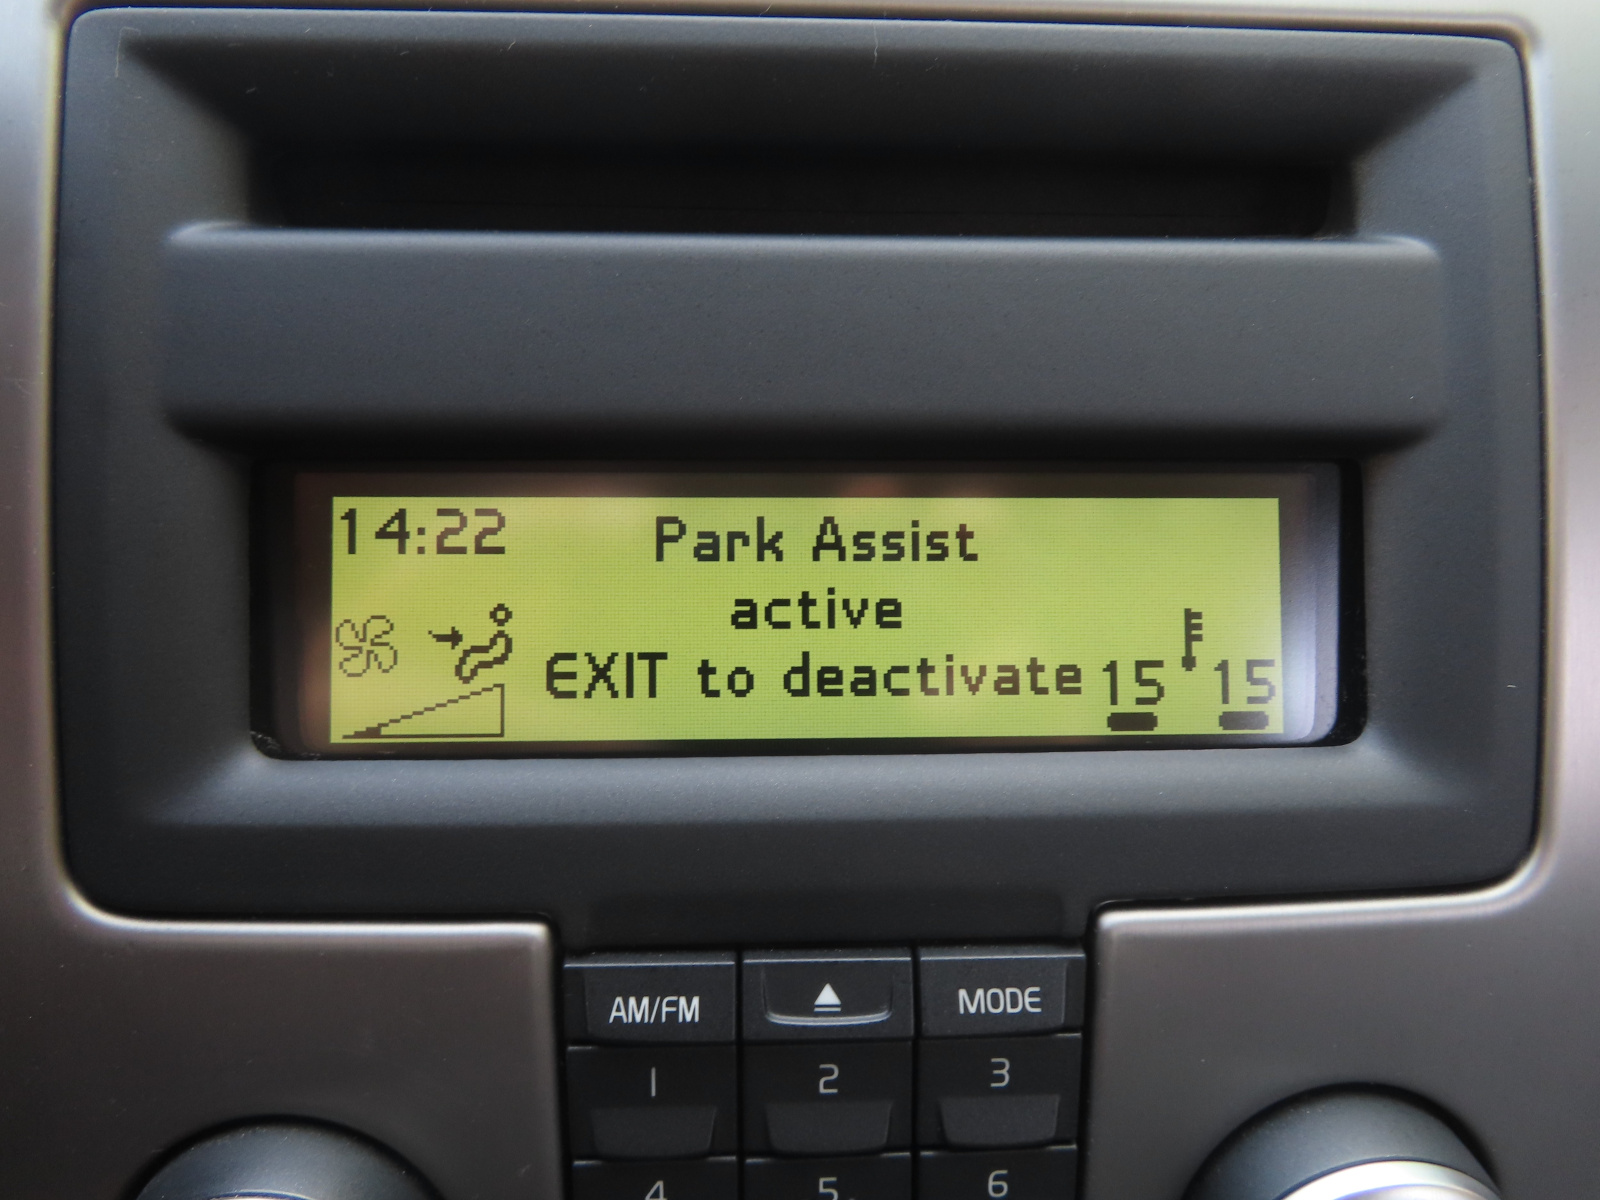 14:22
Park Assist
active
EXIT to deactivate
15 15
AM/FM
MODE
1 2 3
4 5 6